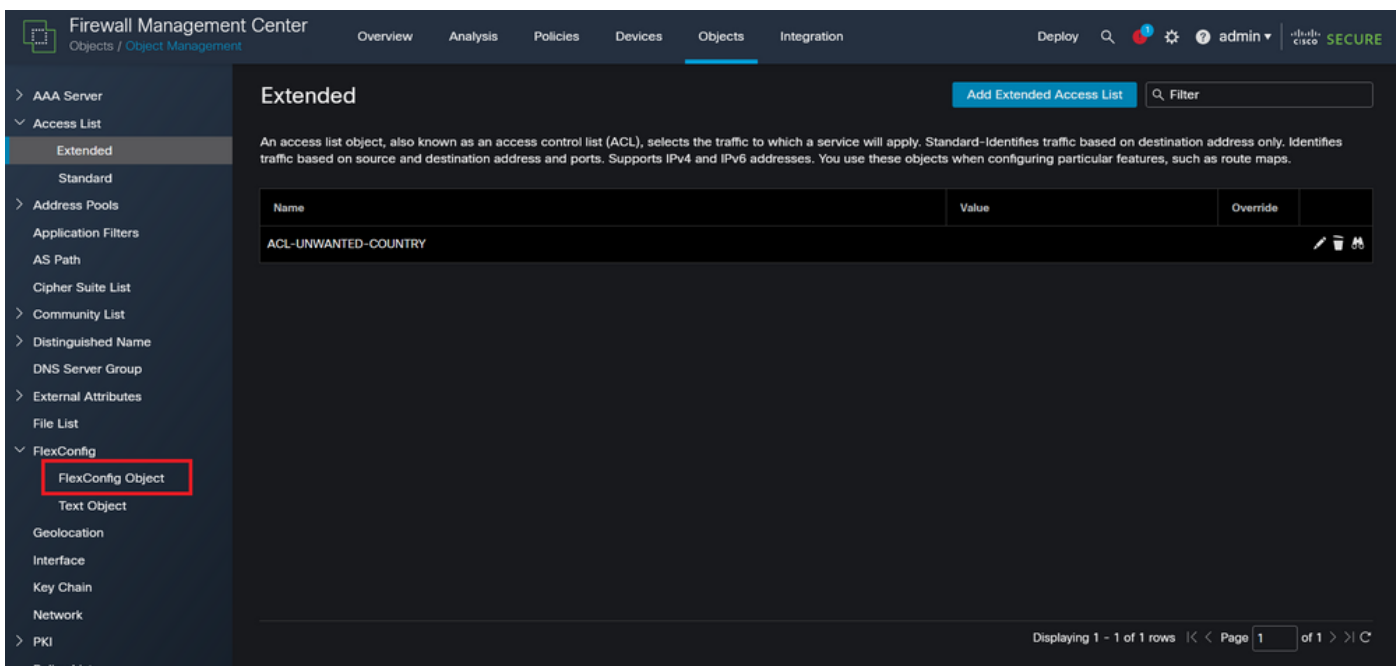 Firewall Management Center
Objects / Object Management
Overview
Analysis
Policies
Devices
Objects
Integration
Deploy
1
admin
cisco SECURE
AAA Server
Access List
Extended
Standard
Address Pools
Application Filters
AS Path
Cipher Suite List
Community List
Distinguished Name
DNS Server Group
External Attributes
File List
FlexConfig
FlexConfig Object
Text Object
Geolocation
Interface
Key Chain
Network
PKI
Extended
Add Extended Access List
Filter
An access list object, also known as an access control list (ACL), selects the traffic to which a service will apply. Standard-Identifies traffic based on destination address only. Identifies
traffic based on source and destination address and ports. Supports IPv4 and IPv6 addresses. You use these objects when configuring particular features, such as route maps.
Name
Value
Override
ACL-UNWANTED-COUNTRY
Displaying 1 - 1 of 1 rows |< < Page 1 of 1 > >|